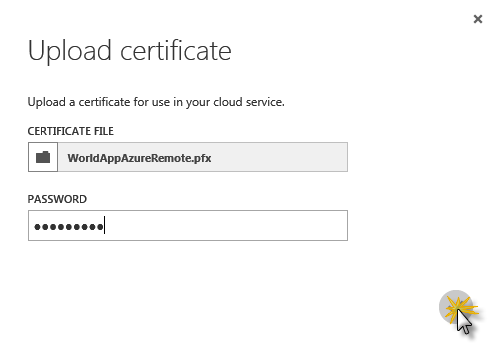 Upload certificate
Upload a certificate for use in your cloud service.
CERTIFICATE FILE
WorldAppAzureRemote.pfx
PASSWORD
●●●●●●●●●